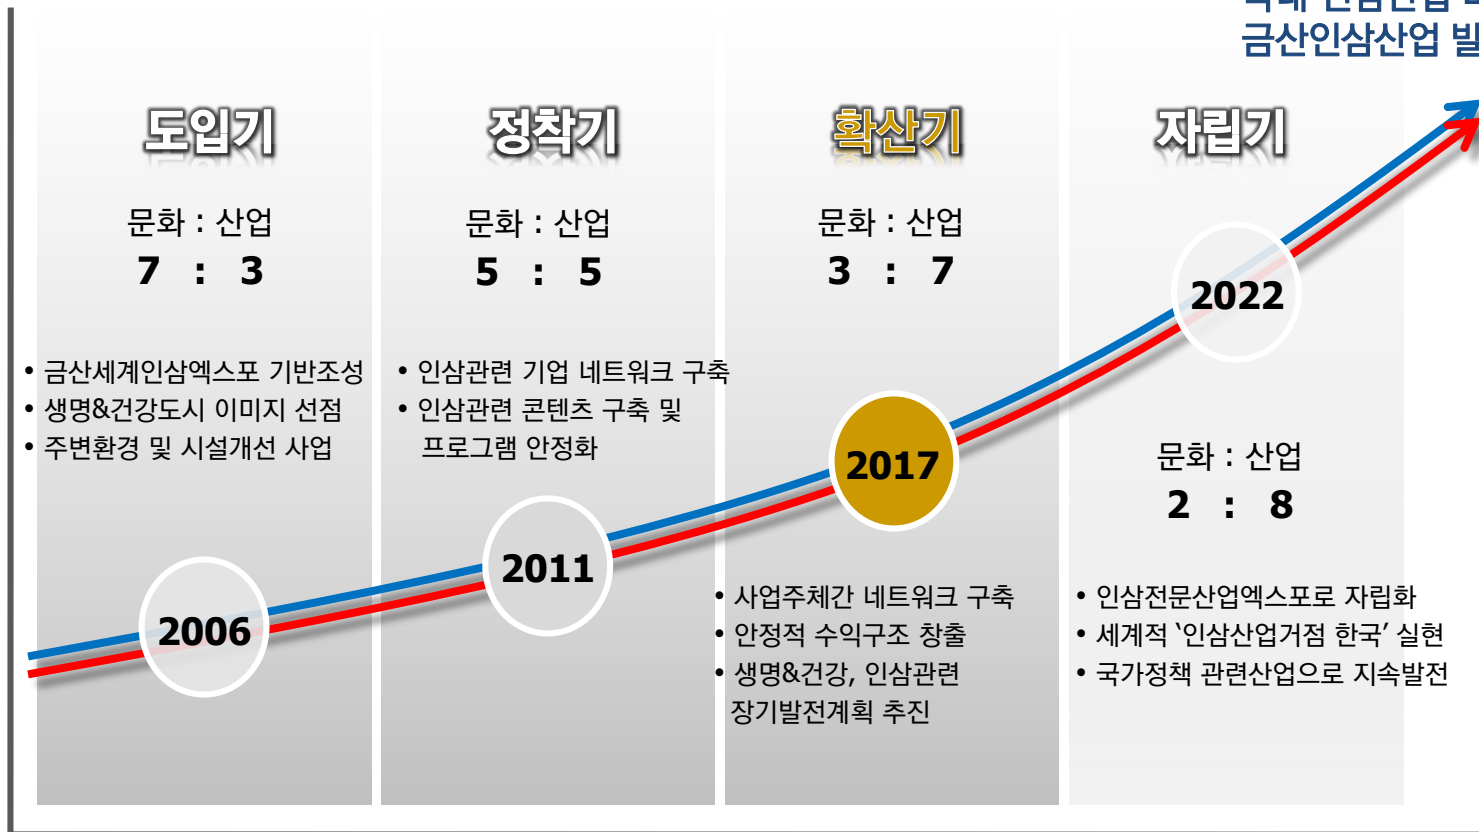 금산인삼산업
도입기
문화 : 산업
7 : 3
• 금산세계인삼엑스포 기반조성
• 생명&건강도시 이미지 선점
• 주변환경 및 시설개선 사업
2006
정착기
문화 : 산업
5 : 5
• 인삼관련 기업 네트워크 구축
• 인삼관련 콘텐츠 구축 및
프로그램 안정화
2011
확산기
문화 : 산업
3 : 7
2017
• 사업주체간 네트워크 구축
• 안정적 수익구조 창출
• 생명&건강, 인삼관련
장기발전계획 추진
자립기
2022
문화 : 산업
2 : 8
• 인삼전문산업엑스포로 자립화
• 세계적 ‘인삼산업거점 한국’ 실현
• 국가정책 관련산업으로 지속발전